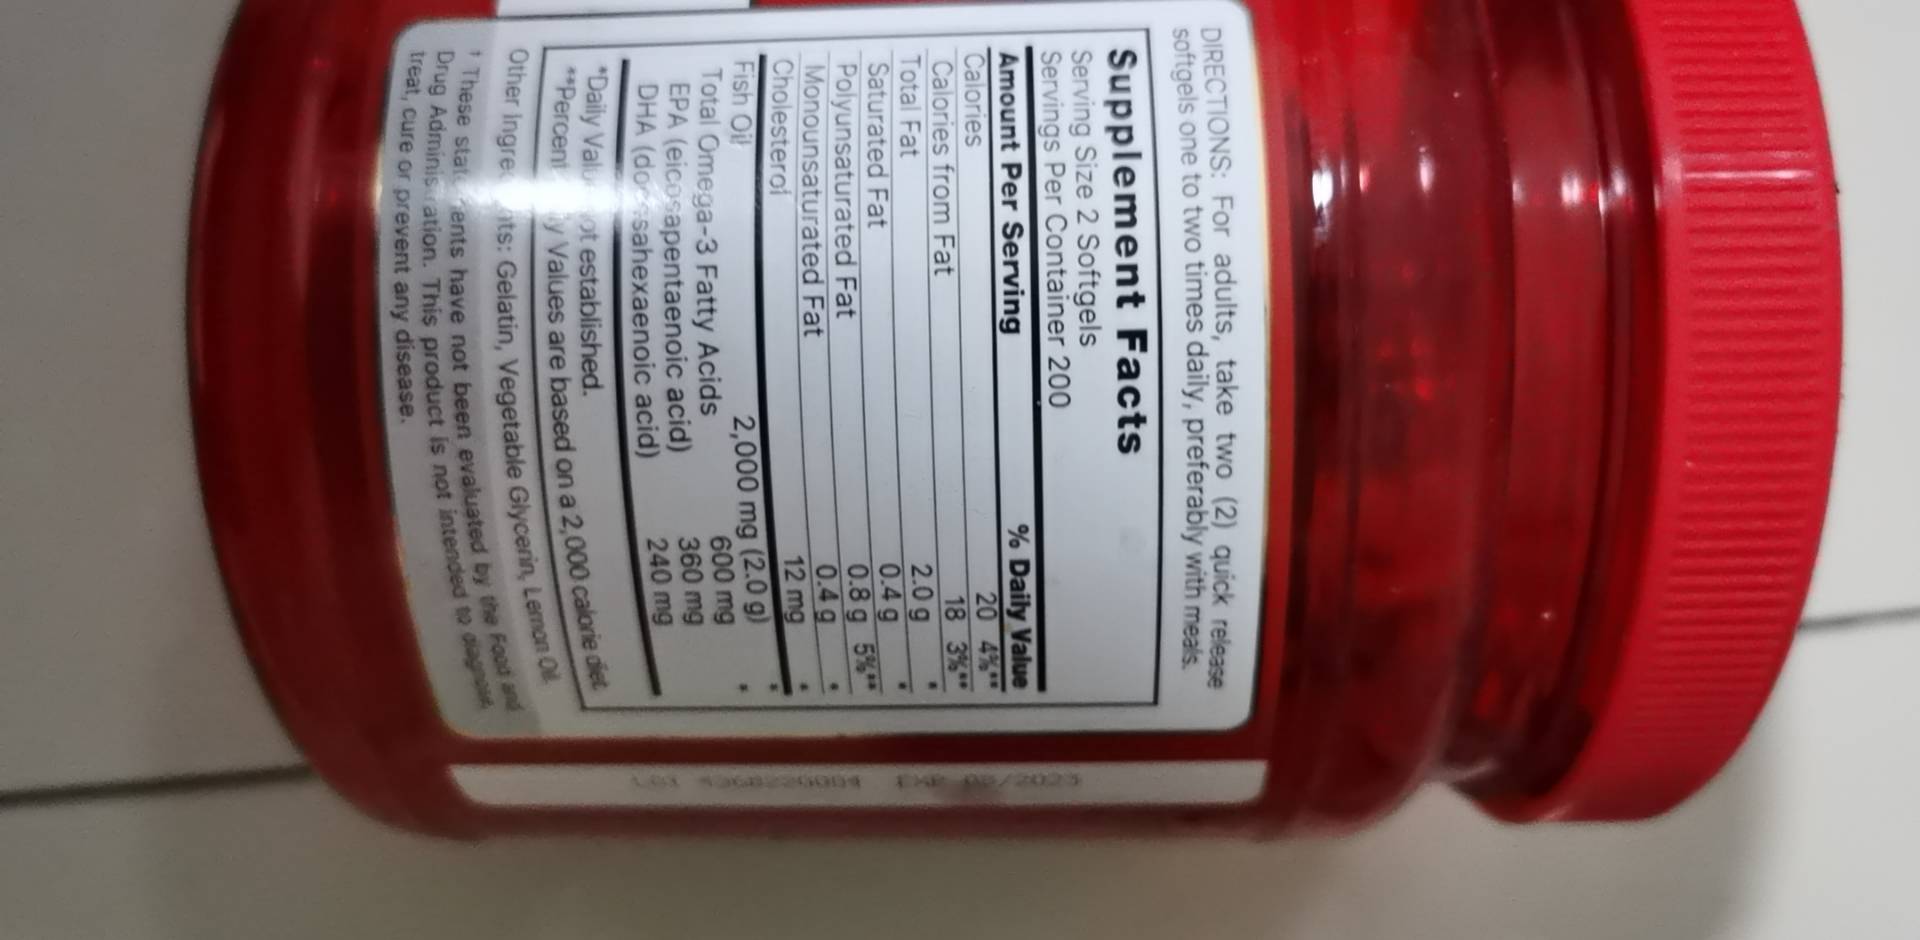 DIRECTIONS: For adults, take two (2) quick release
softgels one to two times daily, preferably with meals.
Supplement Facts
Serving Size 2 Softgels
Servings Per Container 200
Amount Per Serving % Daily Value
Calories 20 4%**
Calories from Fat 18 3%**
Total Fat 2.0 g *
Saturated Fat 0.4 g *
Polyunsaturated Fat 0.8 g 5%**
Monounsaturated Fat 0.4 g *
Cholesterol 12 mg *
Fish Oil 2,000 mg (2.0 g) *
Total Omega-3 Fatty Acids 600 mg *
EPA (eicosapentaenoic acid) 360 mg
DHA (docosahexaenoic acid) 240 mg
*Daily Value not established.
**Percent Daily Values are based on a 2,000 calorie diet.
Other Ingredients: Gelatin, Vegetable Glycerin, Lemon Oil.
† These statements have not been evaluated by the Food and
Drug Administration. This product is not intended to diagnose,
treat, cure or prevent any disease.